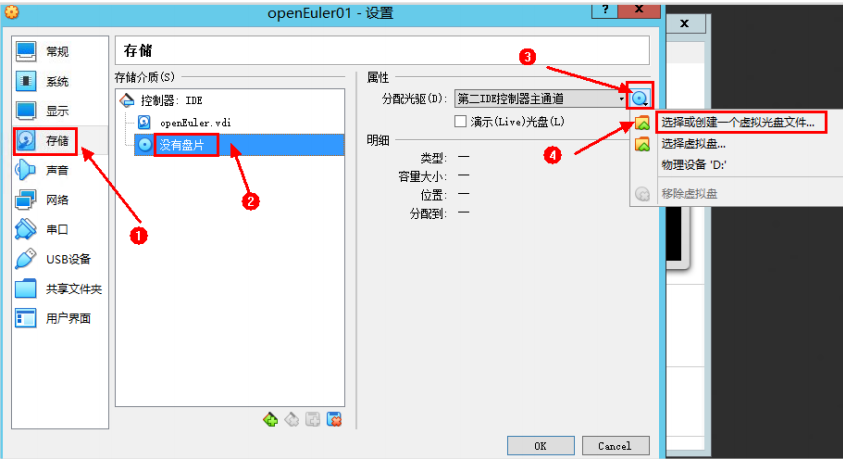 openEuler01 - 设置
? x
x
常规
系统
显示
存储
声音
网络
串口
USB设备
共享文件夹
用户界面
1
存储
存储介质(S)
控制器: IDE
openEuler.vdi
没有盘片
2
属性
3
分配光驱(D): 第二IDE控制器主通道
演示(Live)光盘(L)
明细
类型: —
容量大小: —
位置: —
分配到: —
4
选择或创建一个虚拟光盘文件...
选择虚拟盘...
物理设备 'D:'
移除虚拟盘
OK Cancel